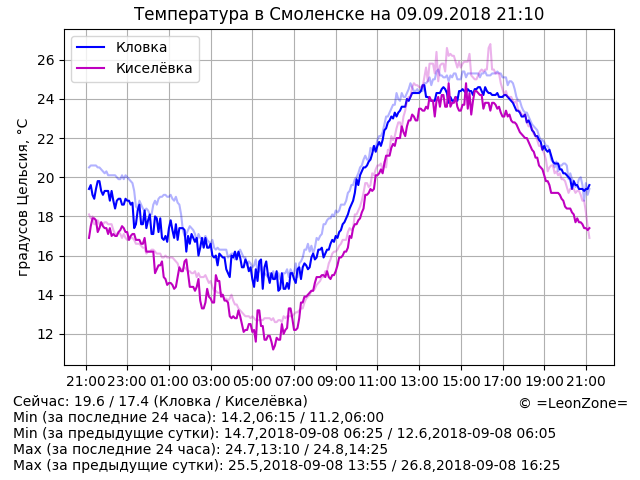 Температура в Смоленске на 09.09.2018 21:10
Кловка
Киселёвка
градусов Цельсия, °C
26
24
22
20
18
16
14
12
21:00 23:00 01:00 03:00 05:00 07:00 09:00 11:00 13:00 15:00 17:00 19:00 21:00
Сейчас: 19.6 / 17.4 (Кловка / Киселёвка)
© =LeonZone=
Min (за последние 24 часа): 14.2,06:15 / 11.2,06:00
Min (за предыдущие сутки): 14.7,2018-09-08 06:25 / 12.6,2018-09-08 06:05
Max (за последние 24 часа): 24.7,13:10 / 24.8,14:25
Max (за предыдущие сутки): 25.5,2018-09-08 13:55 / 26.8,2018-09-08 16:25